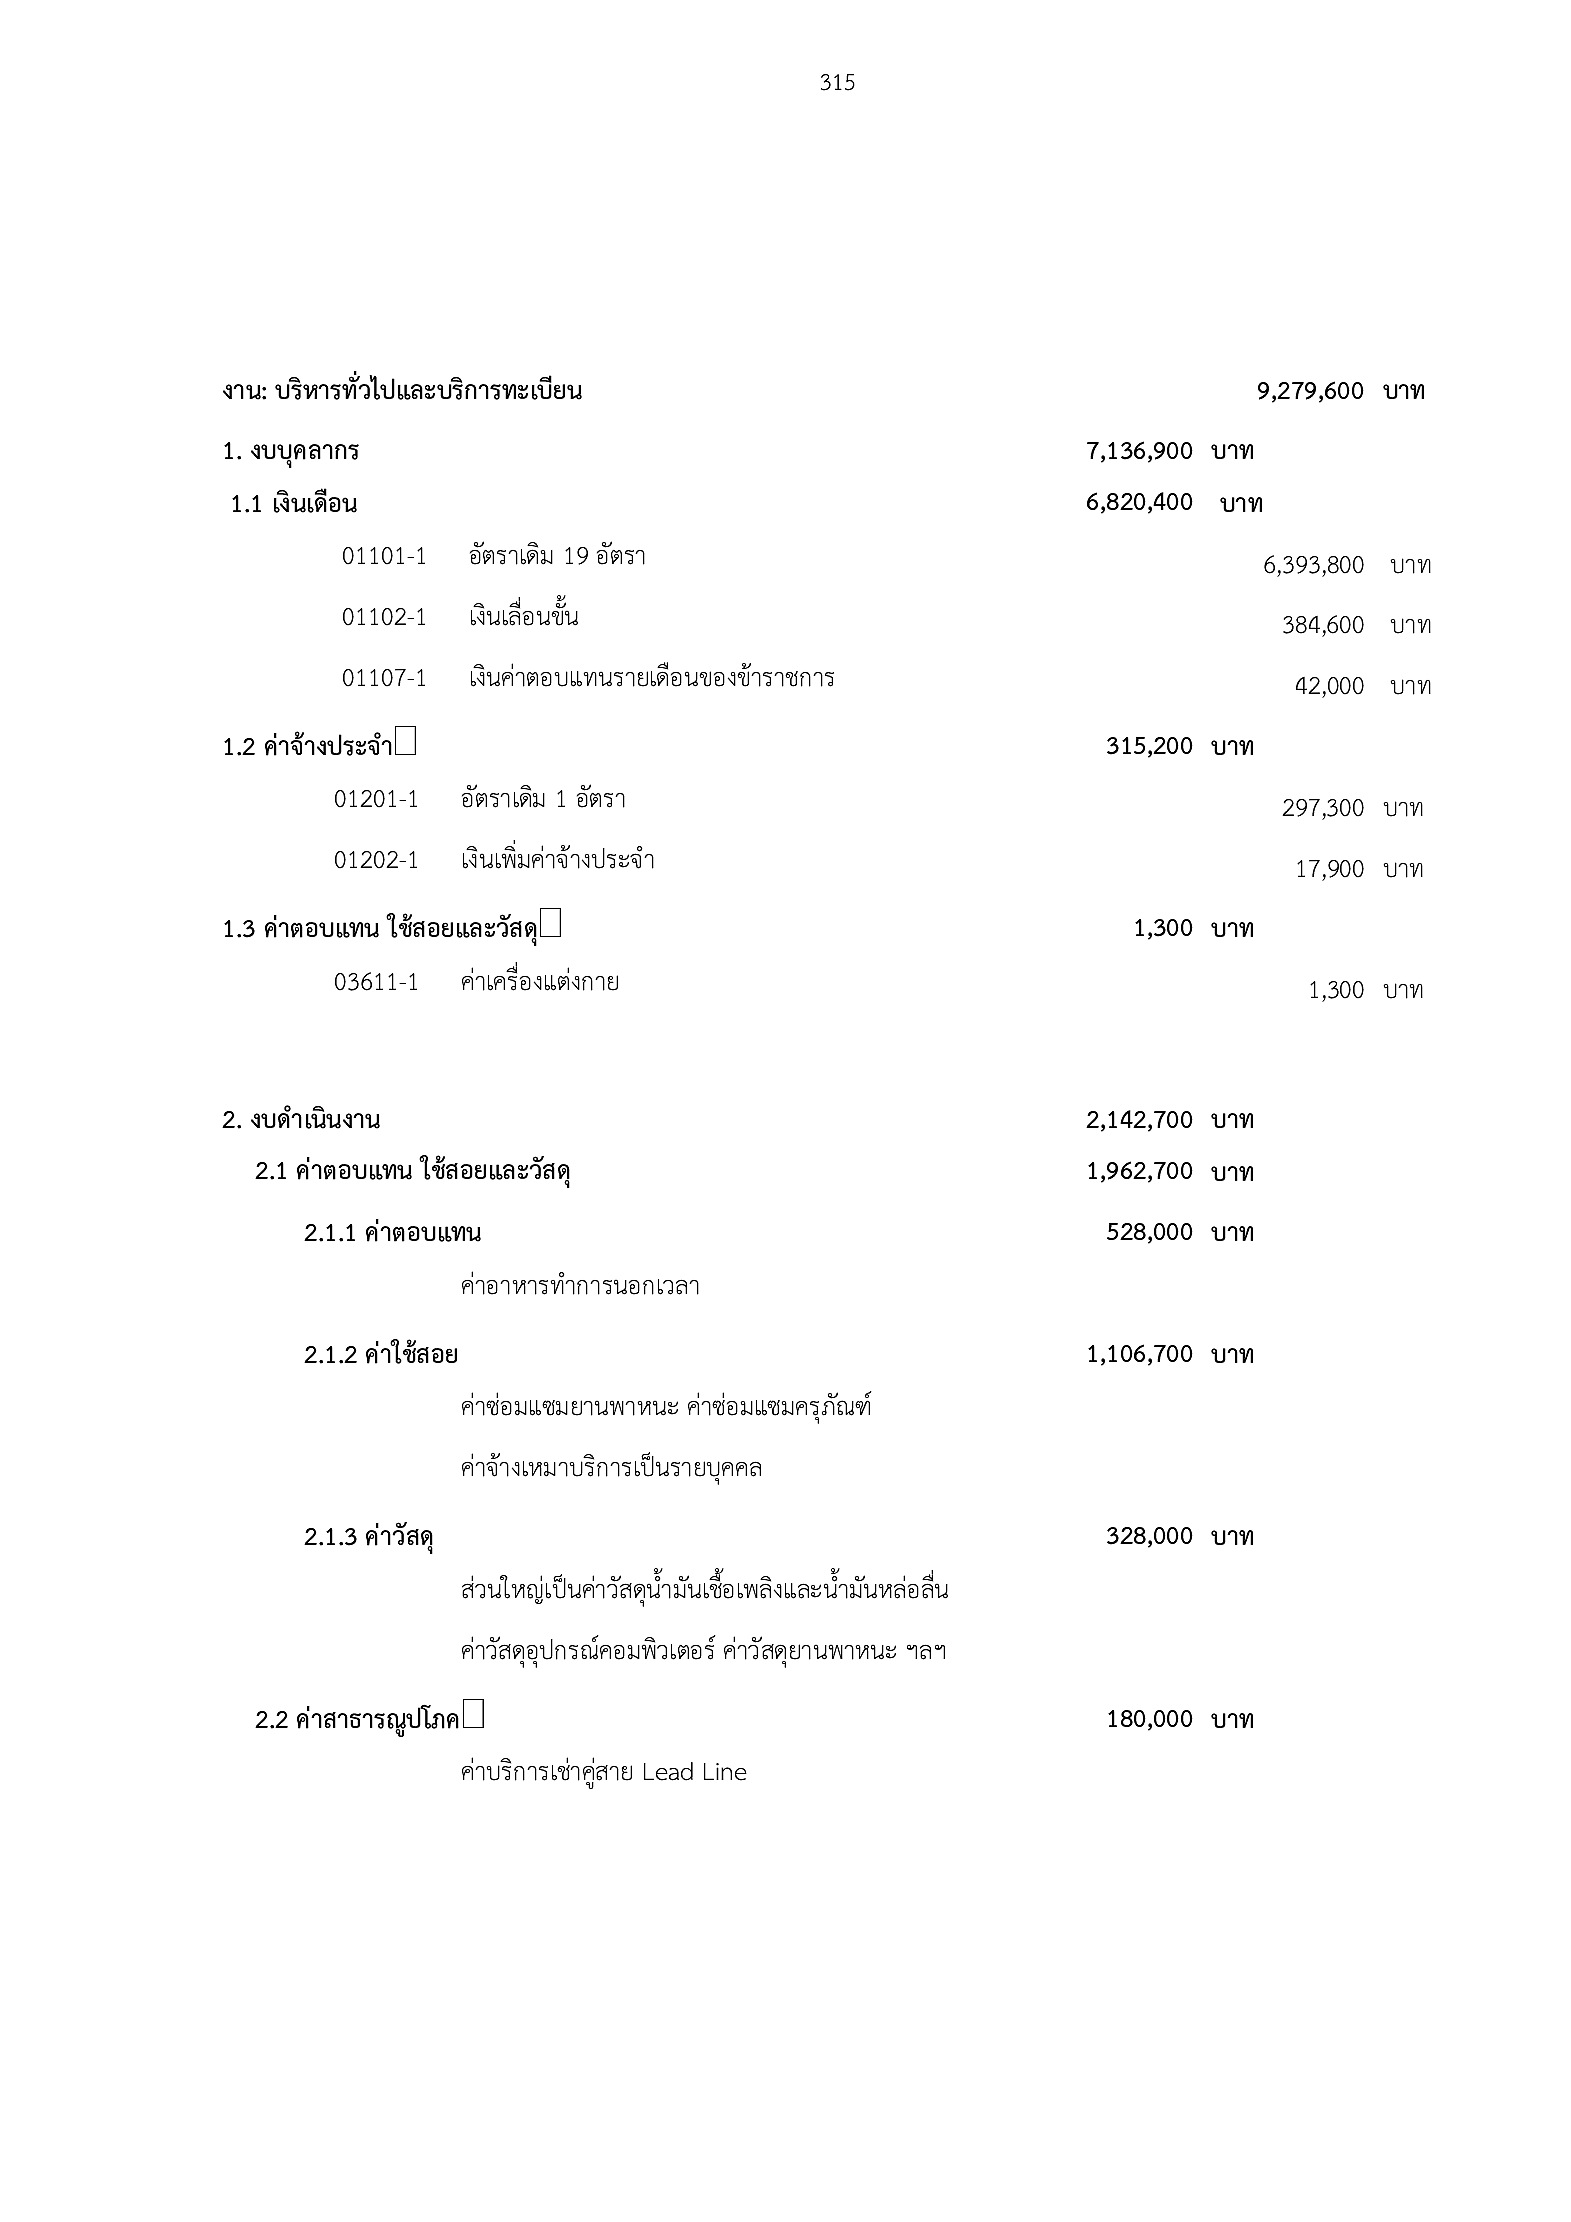 315
งาน: บริหารทั่วไปและบริการทะเบียน 9,279,600 บาท
1. งบบุคลากร 7,136,900 บาท
1.1 เงินเดือน 6,820,400 บาท
01101-1 อัตราเดิม 19 อัตรา 6,393,800 บาท
01102-1 เงินเลื่อนขั้น 384,600 บาท
01107-1 เงินค่าตอบแทนรายเดือนของข้าราชการ 42,000 บาท
1.2 ค่าจ้างประจำ 315,200 บาท
01201-1 อัตราเดิม 1 อัตรา 297,300 บาท
01202-1 เงินเพิ่มค่าจ้างประจำ 17,900 บาท
1.3 ค่าตอบแทน ใช้สอยและวัสดุ 1,300 บาท
03611-1 ค่าเครื่องแต่งกาย 1,300 บาท
2. งบดำเนินงาน 2,142,700 บาท
2.1 ค่าตอบแทน ใช้สอยและวัสดุ 1,962,700 บาท
2.1.1 ค่าตอบแทน 528,000 บาท
ค่าอาหารทำการนอกเวลา
2.1.2 ค่าใช้สอย 1,106,700 บาท
ค่าซ่อมแซมยานพาหนะ ค่าซ่อมแซมครุภัณฑ์
ค่าจ้างเหมาบริการเป็นรายบุคคล
2.1.3 ค่าวัสดุ 328,000 บาท
ส่วนใหญ่เป็นค่าวัสดุน้ำมันเชื้อเพลิงและน้ำมันหล่อลื่น
ค่าวัสดุอุปกรณ์คอมพิวเตอร์ ค่าวัสดุยานพาหนะ ฯลฯ
2.2 ค่าสาธารณูปโภค 180,000 บาท
ค่าบริการเช่าคู่สาย Lead Line